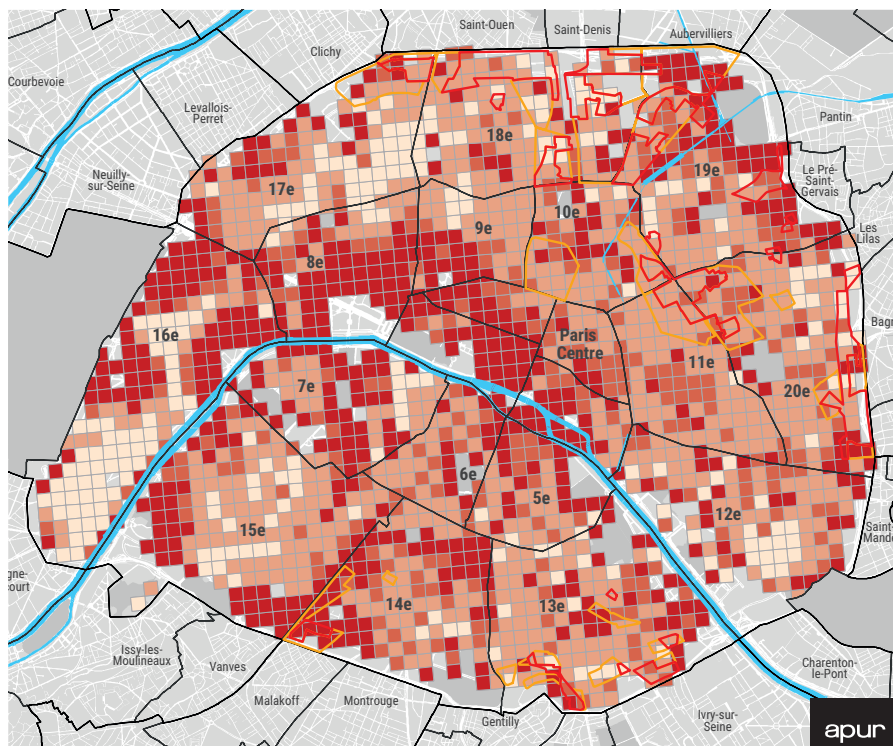 Saint-Ouen
Saint-Denis
Aubervilliers
Clichy
Courbevoie
Levallois-
Perret
Pantin
Neuilly-
sur-Seine
Le Pré-
Saint-
Gervais
Les
Lilas
Bagn
17e
18e
19e
10e
9e
8e
16e
Paris
Centre
11e
20e
7e
6e
5e
12e
15e
14e
13e
Saint-
Mandé
gne-
court
Issy-les-
Moulineaux
Vanves
Malakoff
Montrouge
Gentilly
Ivry-sur-
Seine
Charenton-
le-Pont
apur